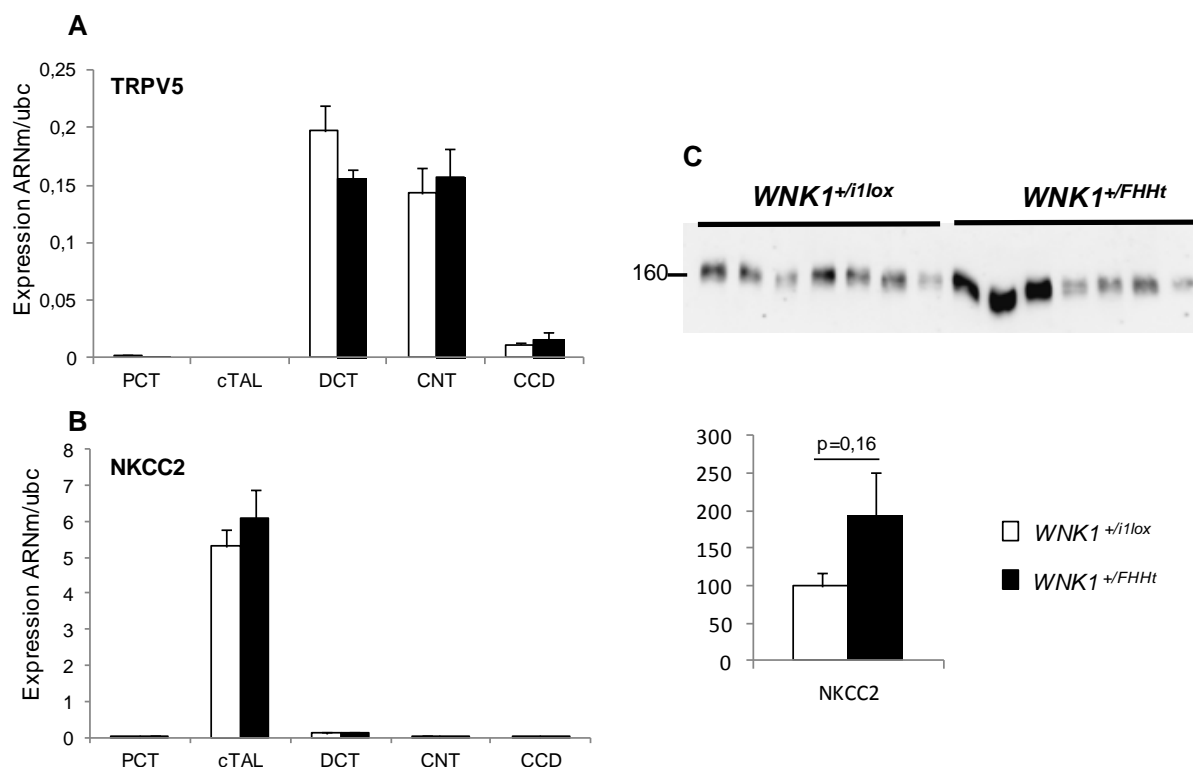 A
TRPV5
Expression ARNm/ubc
0,25
0,2
0,15
0,1
0,05
0
PCT cTAL DCT CNT CCD
B
NKCC2
Expression ARNm/ubc
8
7
6
5
4
3
2
1
0
PCT cTAL DCT CNT CCD
C
WNK1+/i1lox WNK1+/FHHt
160
300
250
200
150
100
50
0
p=0,16
NKCC2
WNK1 +/i1lox
WNK1 +/FHHt